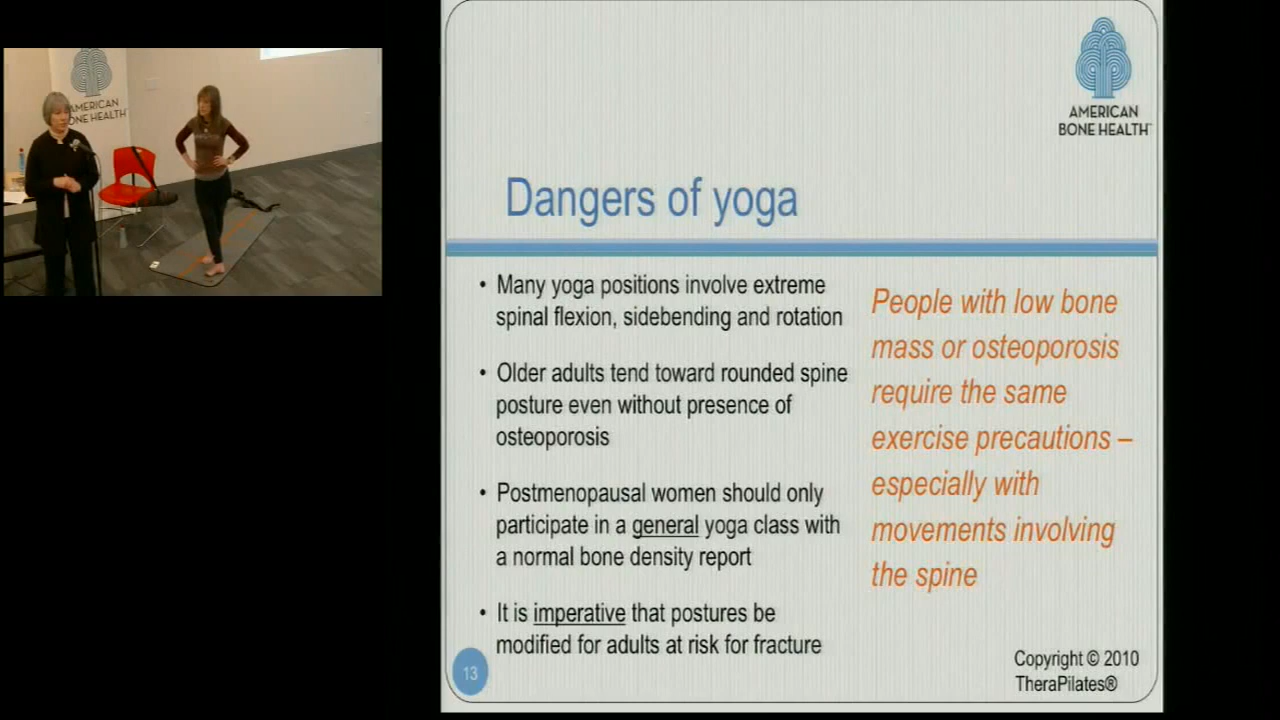 AMERICAN
BONE HEALTH
AMERICAN
BONE HEALTH™
Dangers of yoga
• Many yoga positions involve extreme
spinal flexion, sidebending and rotation
• Older adults tend toward rounded spine
posture even without presence of
osteoporosis
• Postmenopausal women should only
participate in a general yoga class with
a normal bone density report
• It is imperative that postures be
modified for adults at risk for fracture
People with low bone
mass or osteoporosis
require the same
exercise precautions –
especially with
movements involving
the spine
13
Copyright © 2010
TheraPilates®